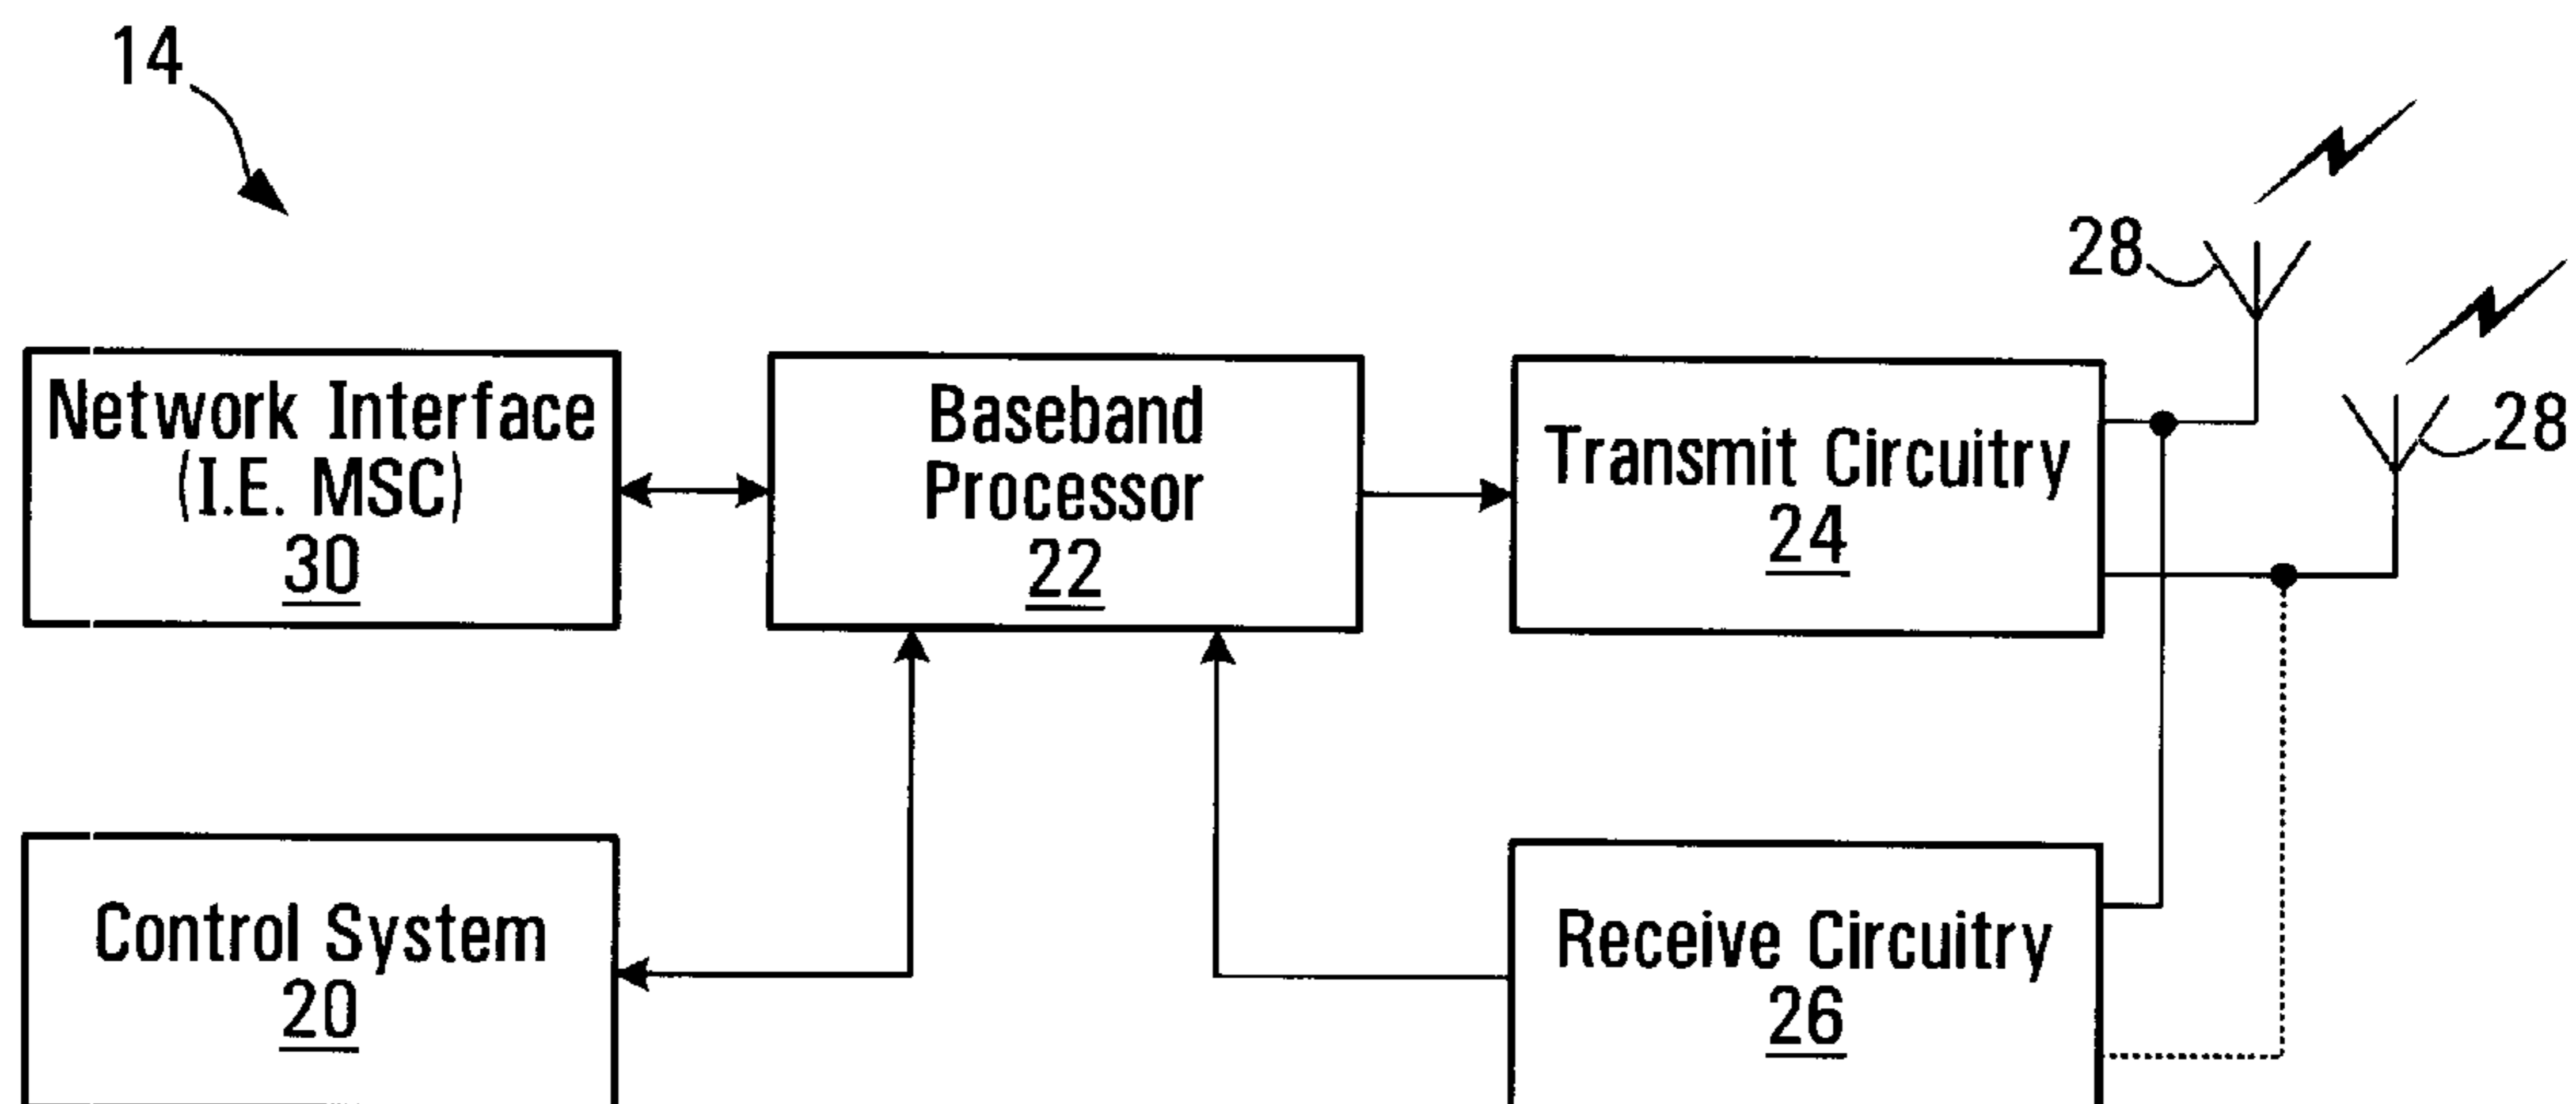 14
28
28
Network Interface
(I.E. MSC)
30
Baseband
Processor
22
Transmit Circuitry
24
Control System
20
Receive Circuitry
26